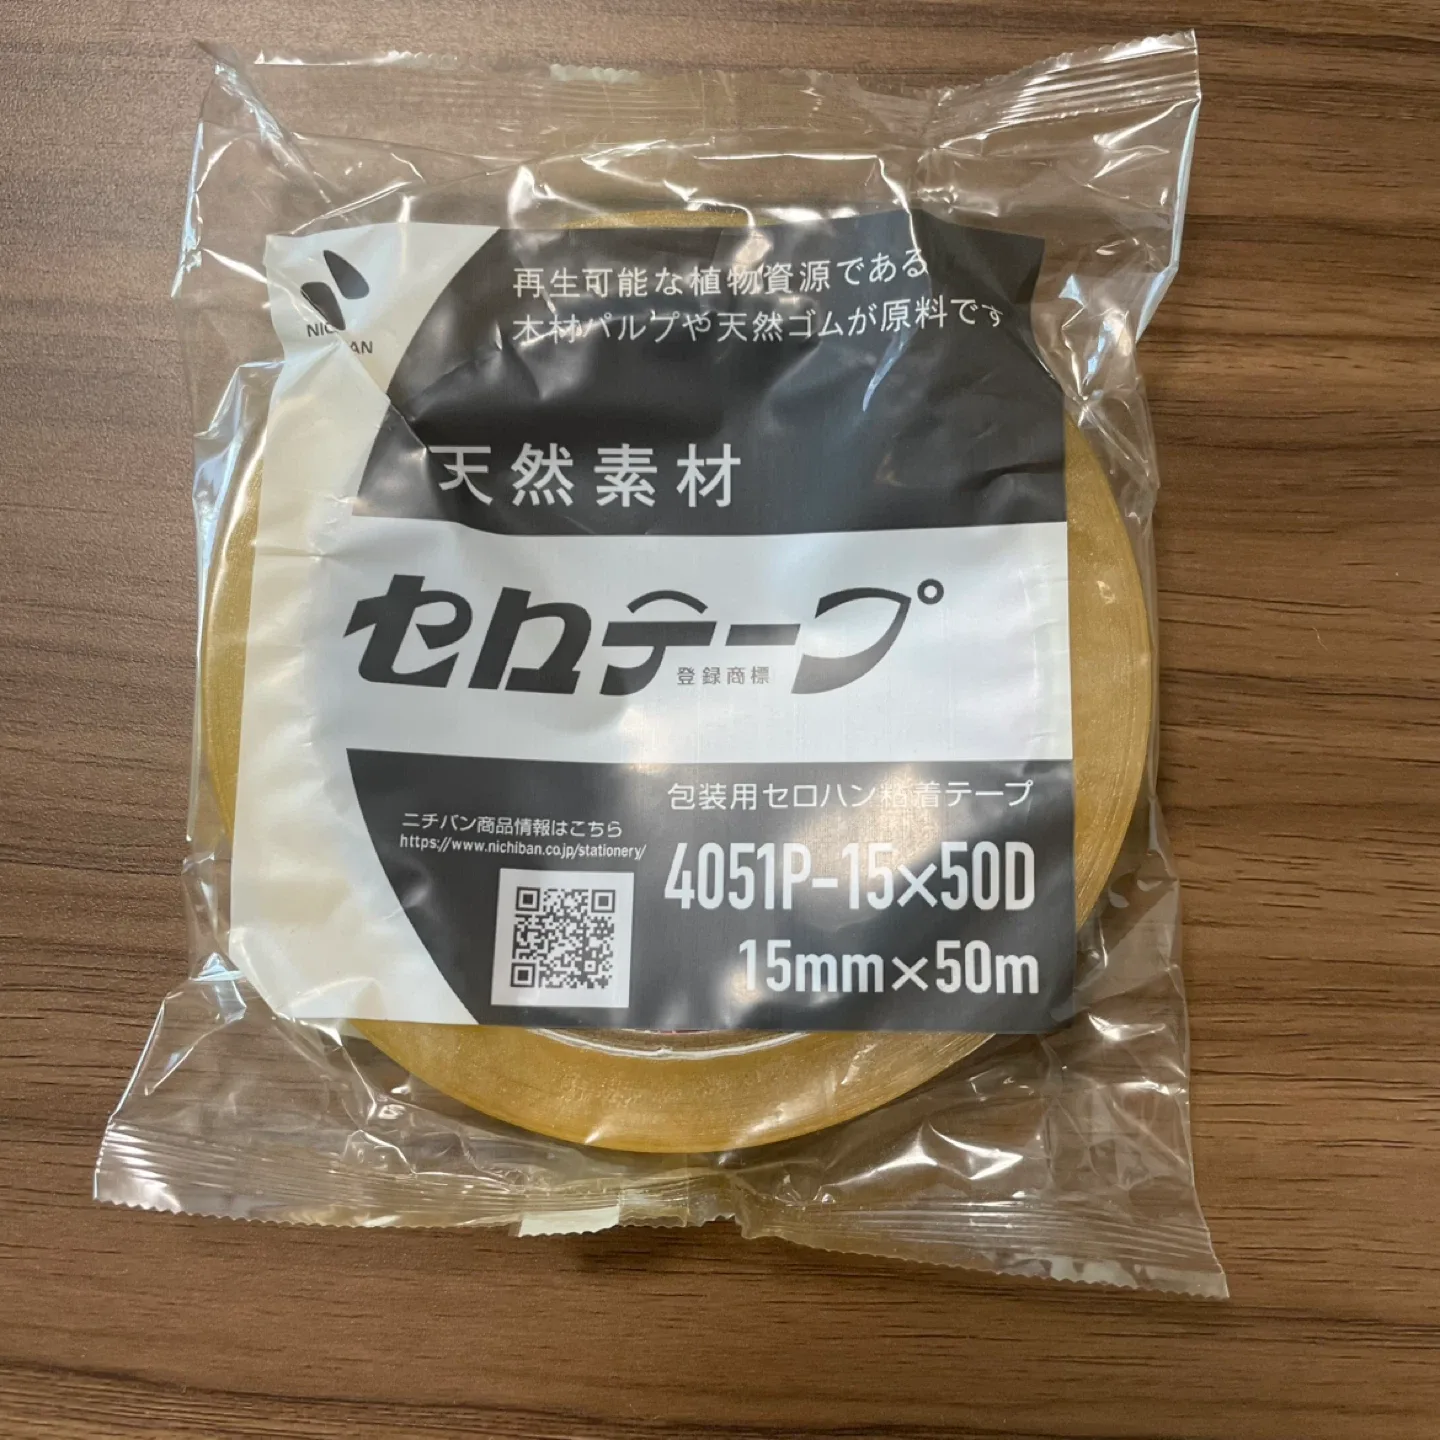 NICHIBAN
再生可能な植物資源である
木材パルプや天然ゴムが原料です
天然素材
セロテープ
登録商標
包装用セロハン粘着テープ
ニチバン商品情報はこちら
https://www.nichiban.co.jp/stationery/
4051P-15×50D
15mm×50m